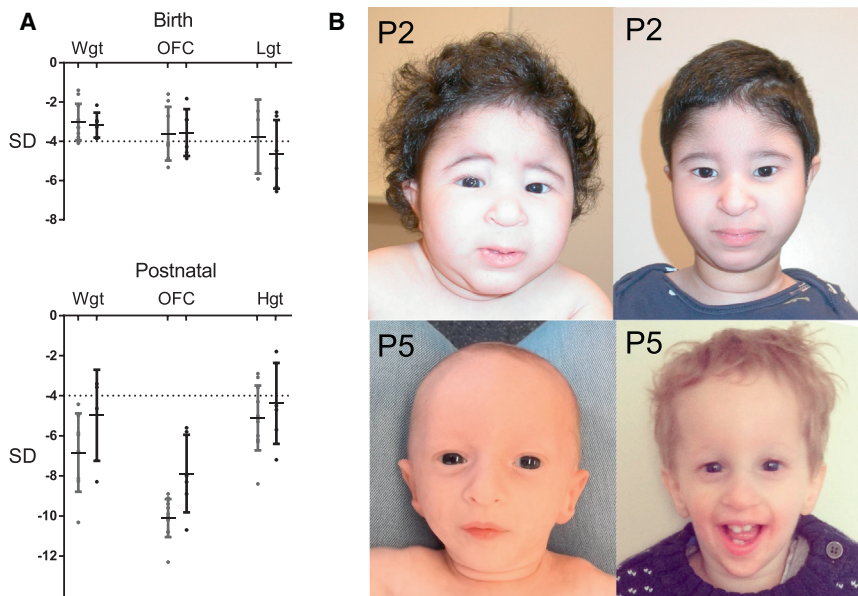 A
Birth
Wgt OFC Lgt
0
-2
SD -4
-6
-8
Postnatal
Wgt OFC Hgt
0
-2
-4
-6
SD -8
-10
-12
B
P2 P2
P5 P5